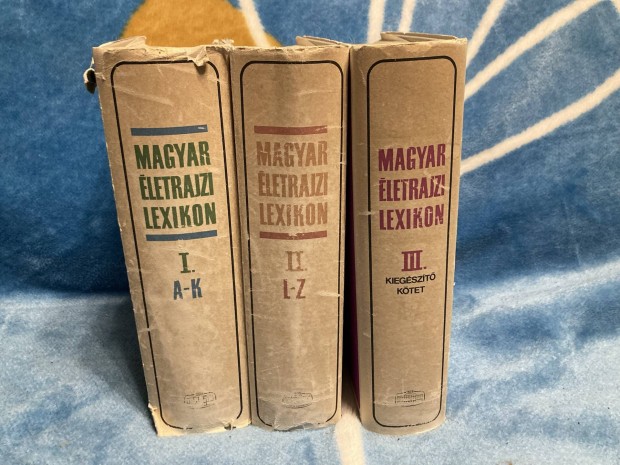 MAGYAR
ÉLETRAJZI
LEXIKON
I.
A-K
MAGYAR
ÉLETRAJZI
LEXIKON
II.
L-Z
MAGYAR
ÉLETRAJZI
LEXIKON
III.
KIEGÉSZÍTŐ
KÖTET